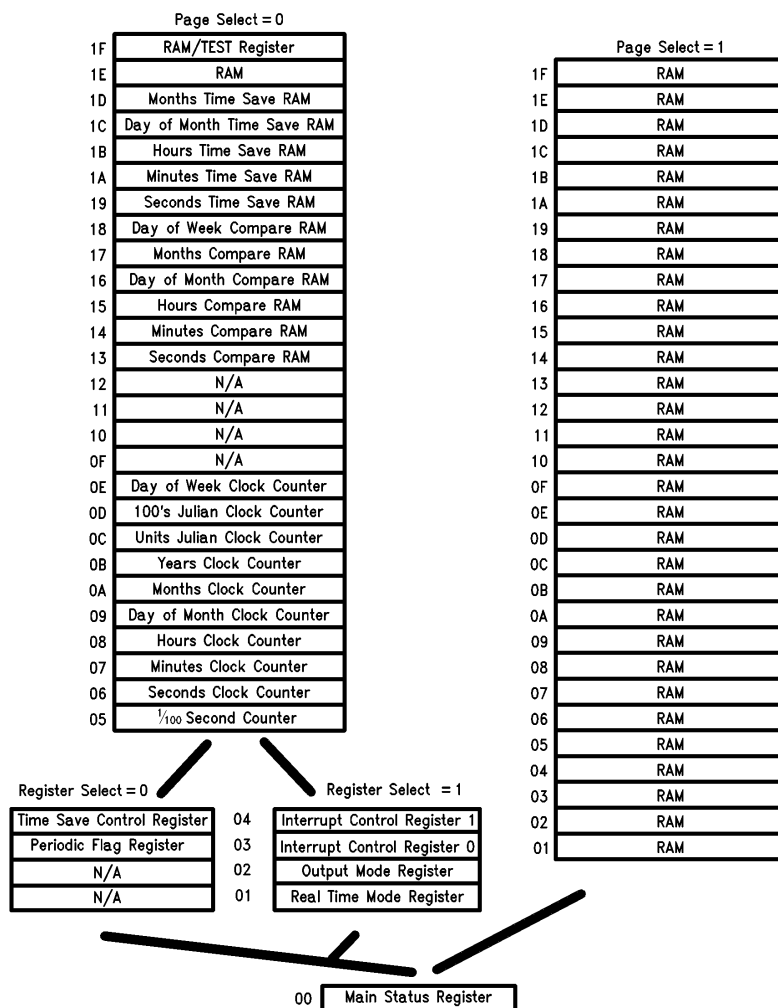 Page Select = 0
1F RAM/TEST Register
1E RAM
1D Months Time Save RAM
1C Day of Month Time Save RAM
1B Hours Time Save RAM
1A Minutes Time Save RAM
19 Seconds Time Save RAM
18 Day of Week Compare RAM
17 Months Compare RAM
16 Day of Month Compare RAM
15 Hours Compare RAM
14 Minutes Compare RAM
13 Seconds Compare RAM
12 N/A
11 N/A
10 N/A
0F N/A
0E Day of Week Clock Counter
0D 100's Julian Clock Counter
0C Units Julian Clock Counter
0B Years Clock Counter
0A Months Clock Counter
09 Day of Month Clock Counter
08 Hours Clock Counter
07 Minutes Clock Counter
06 Seconds Clock Counter
05 1/100 Second Counter
Page Select = 1
1F RAM
1E RAM
1D RAM
1C RAM
1B RAM
1A RAM
19 RAM
18 RAM
17 RAM
16 RAM
15 RAM
14 RAM
13 RAM
12 RAM
11 RAM
10 RAM
0F RAM
0E RAM
0D RAM
0C RAM
0B RAM
0A RAM
09 RAM
08 RAM
07 RAM
06 RAM
05 RAM
04 RAM
03 RAM
02 RAM
01 RAM
Register Select = 0 Register Select = 1
Time Save Control Register 04 Interrupt Control Register 1
Periodic Flag Register 03 Interrupt Control Register 0
N/A 02 Output Mode Register
N/A 01 Real Time Mode Register
00 Main Status Register